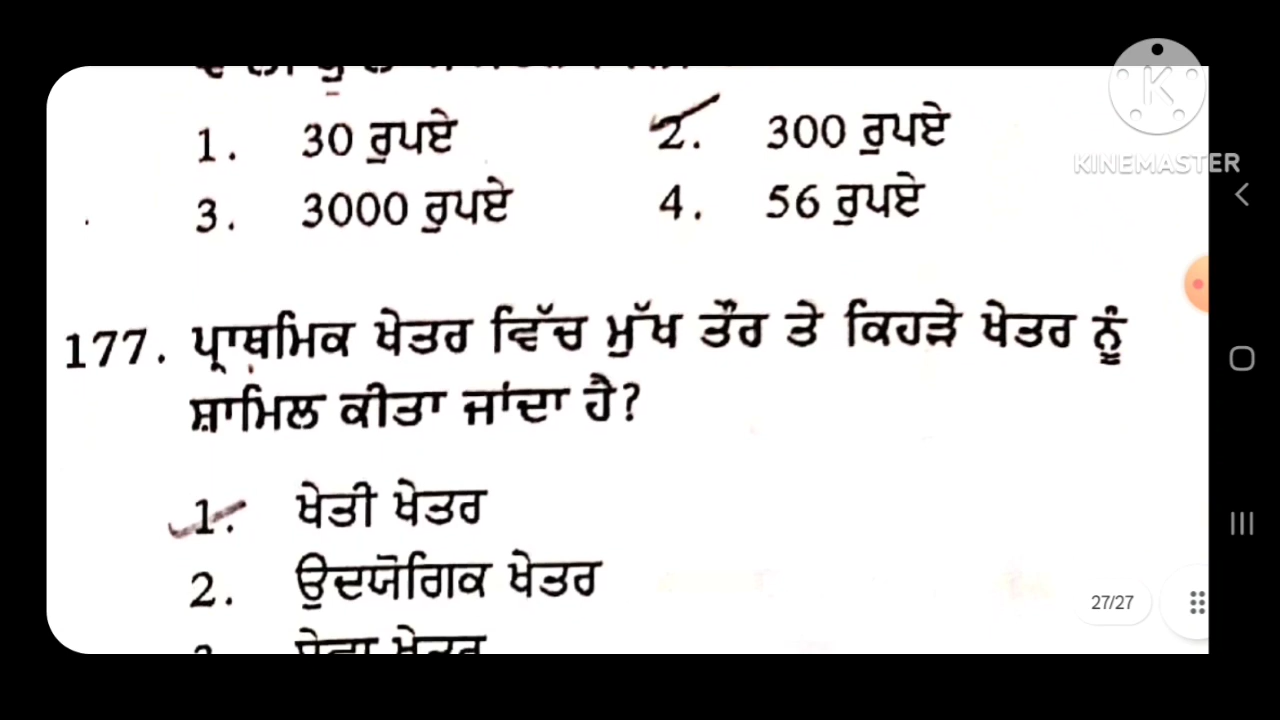 1. 30 ਰੁਪਏ 2. 300 ਰੁਪਏ
3. 3000 ਰੁਪਏ 4. 56 ਰੁਪਏ
177. ਪ੍ਰਾਥਮਿਕ ਖੇਤਰ ਵਿੱਚ ਮੁੱਖ ਤੌਰ ਤੇ ਕਿਹੜੇ ਖੇਤਰ ਨੂੰ
ਸ਼ਾਮਿਲ ਕੀਤਾ ਜਾਂਦਾ ਹੈ?
1. ਖੇਤੀ ਖੇਤਰ
2. ਉਦਯੋਗਿਕ ਖੇਤਰ
27/27
KINEMASTER